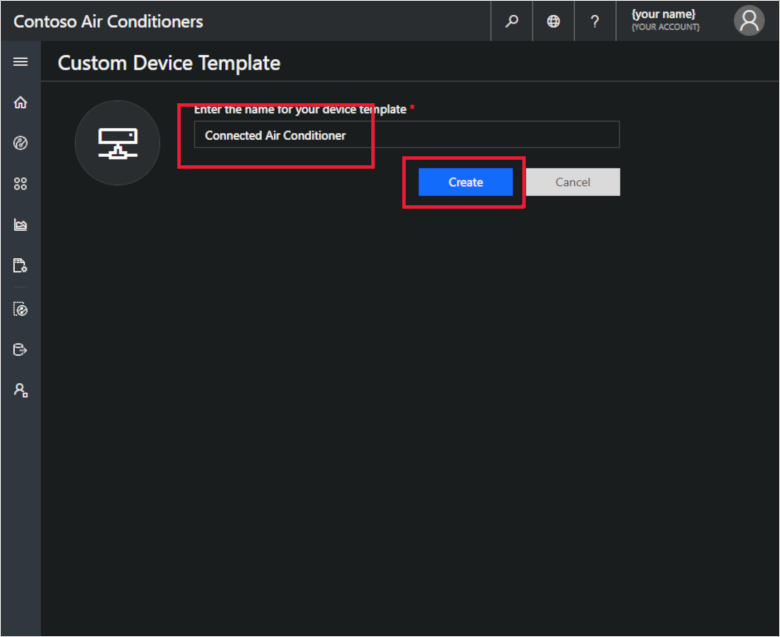 Contoso Air Conditioners
?
{your name}
{YOUR ACCOUNT}
Custom Device Template
Enter the name for your device template *
Connected Air Conditioner
Create
Cancel